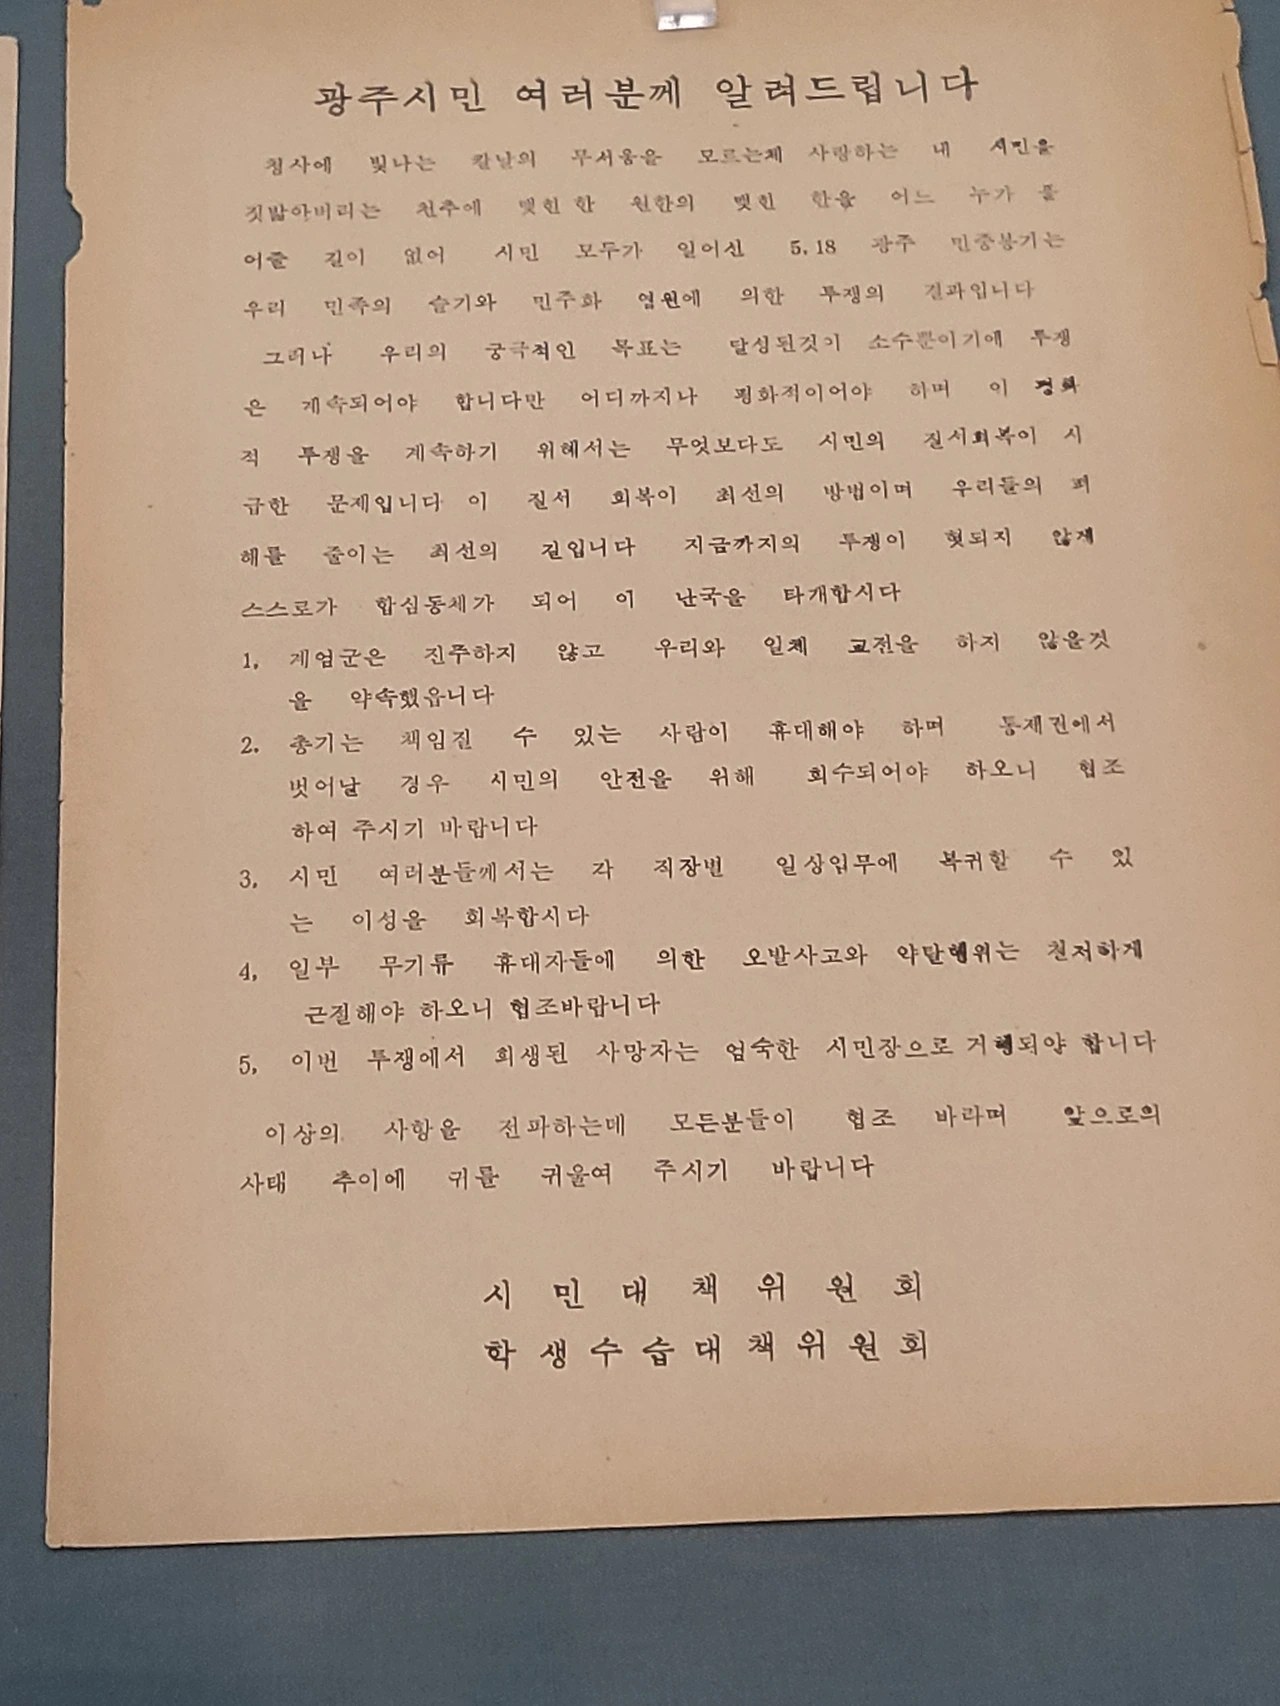 광주시민 여러분께 알려드립니다
청사에 빛나는 칼날의 무서움을 모르는체 사랑하는 내 시민을
짓밟아버리는 천추에 맺힌 한 원한의 맺힌 한을 어느 누가 풀
어줄 길이 없어 시민 모두가 일어선 5, 18 광주 민중봉기는
우리 민족의 슬기와 민주화 염원에 의한 투쟁의 결과입니다
그러나 우리의 궁극적인 목표는 달성된것이 소수뿐이기에 투쟁
은 계속되어야 합니다만 어디까지나 평화적이어야 하며 이 평화
적 투쟁을 계속하기 위해서는 무엇보다도 시민의 질서회복이 시
급한 문제입니다 이 질서 회복이 최선의 방법이며 우리들의 피
해를 줄이는 최선의 길입니다 지금까지의 투쟁이 헛되지 않게
스스로가 합심동체가 되어 이 난국을 타개합시다
1, 계엄군은 진주하지 않고 우리와 일체 교전을 하지 않을것
을 약속했읍니다
2. 총기는 책임질 수 있는 사람이 휴대해야 하며 통제권에서
벗어날 경우 시민의 안전을 위해 회수되어야 하오니 협조
하여 주시기 바랍니다
3, 시민 여러분들께서는 각 직장별 일상업무에 복귀할 수 있
는 이성을 회복합시다
4, 일부 무기류 휴대자들에 의한 오발사고와 약탈행위는 철저하게
근절해야 하오니 협조바랍니다
5, 이번 투쟁에서 희생된 사망자는 엄숙한 시민장으로 거행되양 합니다
이상의 사항을 전파하는데 모든분들이 협조 바라며 앞으로의
사태 추이에 귀를 귀울여 주시기 바랍니다
시민대책위원회
학생수습대책위원회